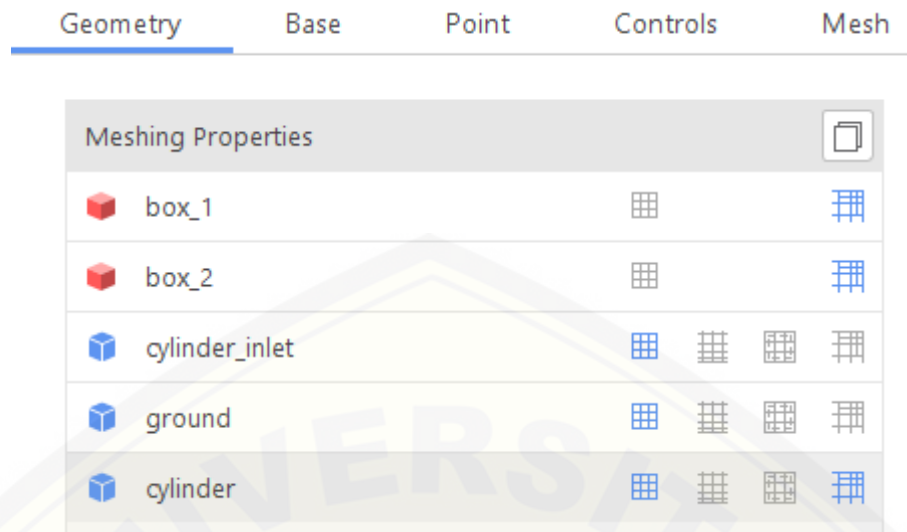 Geometry Base Point Controls Mesh
Meshing Properties
box_1
box_2
cylinder_inlet
ground
cylinder